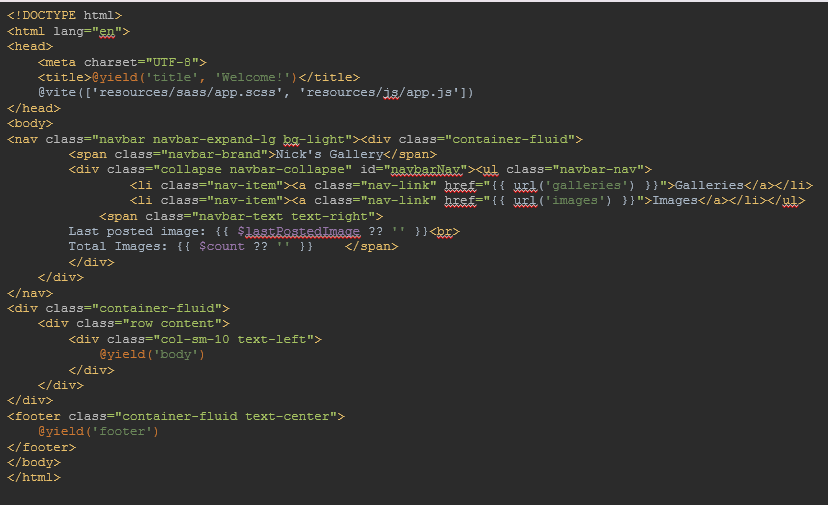 <!DOCTYPE html>
<html lang="en">
<head>
    <meta charset="UTF-8">
    <title>@yield('title', 'Welcome!')</title>
    @vite(['resources/sass/app.scss', 'resources/js/app.js'])
</head>
<body>
<nav class="navbar navbar-expand-lg bg-light"><div class="container-fluid">
        <span class="navbar-brand">Nick's Gallery</span>
        <div class="collapse navbar-collapse" id="navbarNav"><ul class="navbar-nav">
                <li class="nav-item"><a class="nav-link" href="{{ url('galleries') }}">Galleries</a></li>
                <li class="nav-item"><a class="nav-link" href="{{ url('images') }}">Images</a></li></ul>
            <span class="navbar-text text-right">
        Last posted image: {{ $lastPostedImage ?? '' }}<br>
        Total Images: {{ $count ?? '' }}    </span>
        </div>
    </div>
</nav>
<div class="container-fluid">
    <div class="row content">
        <div class="col-sm-10 text-left">
            @yield('body')
        </div>
    </div>
</div>
<footer class="container-fluid text-center">
    @yield('footer')
</footer>
</body>
</html>